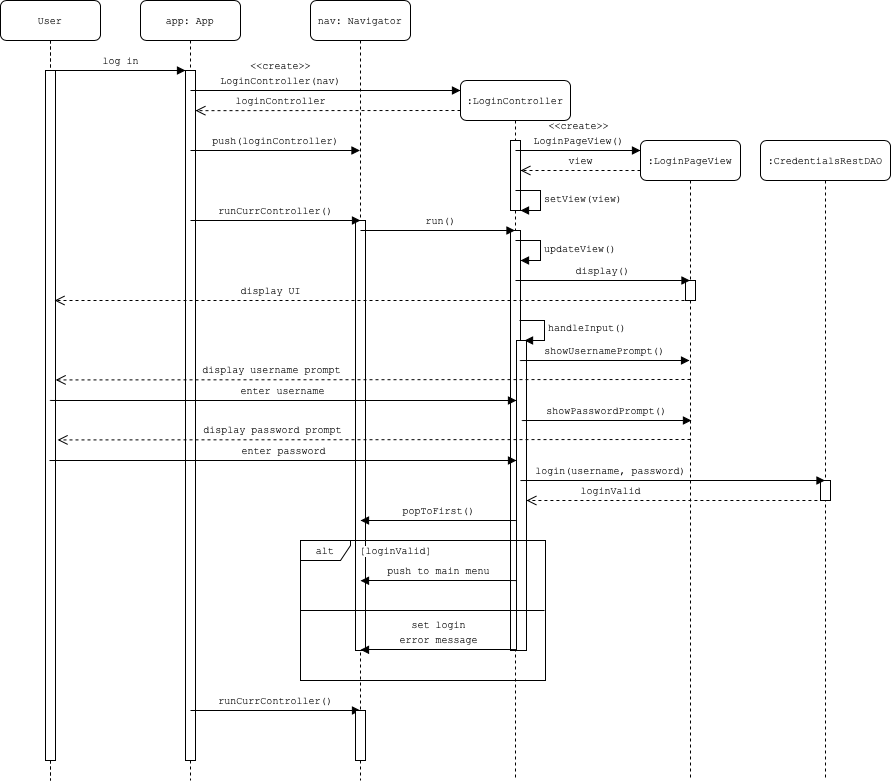 User
app: App
nav: Navigator
log in
<<create>>
LoginController(nav)
:LoginController
loginController
<<create>>
push(loginController)
LoginPageView()
view
:LoginPageView
:CredentialsRestDAO
setView(view)
runCurrController()
run()
updateView()
display()
display UI
handleInput()
showUsernamePrompt()
display username prompt
enter username
showPasswordPrompt()
display password prompt
enter password
login(username, password)
loginValid
popToFirst()
alt
[loginValid]
push to main menu
set login
error message
runCurrController()